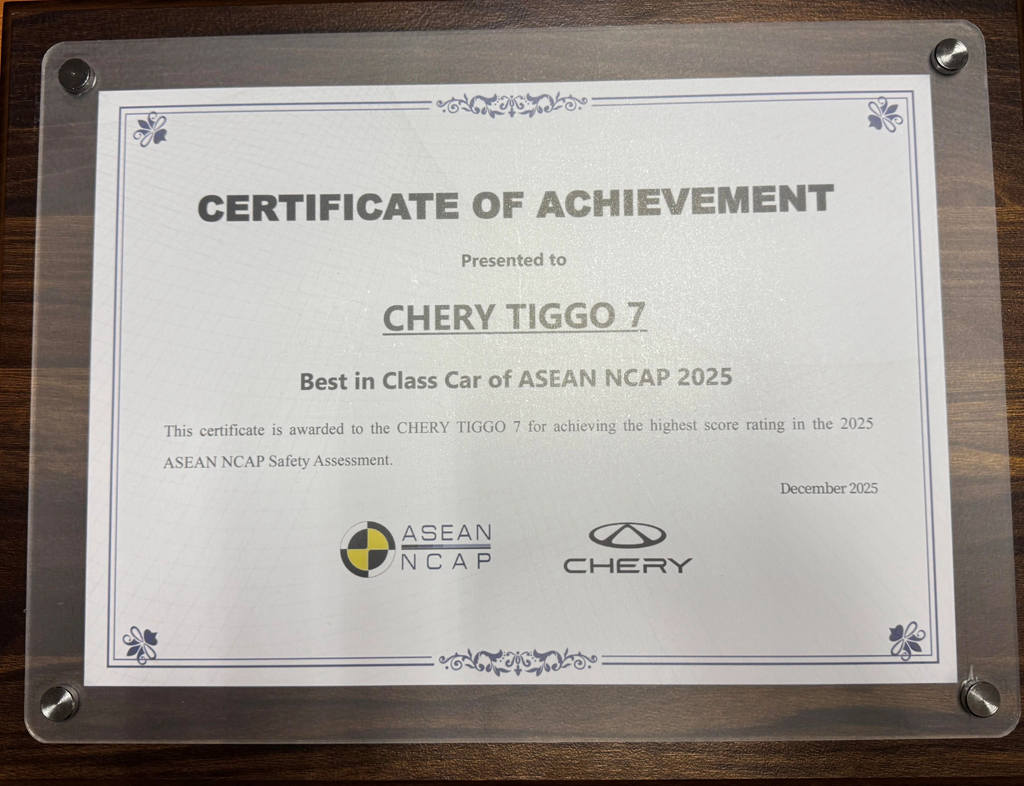 CERTIFICATE OF ACHIEVEMENT
Presented to
CHERY TIGGO 7
Best in Class Car of ASEAN NCAP 2025
This certificate is awarded to the CHERY TIGGO 7 for achieving the highest score rating in the 2025
ASEAN NCAP Safety Assessment.
December 2025
ASEAN
NCAP
CHERY